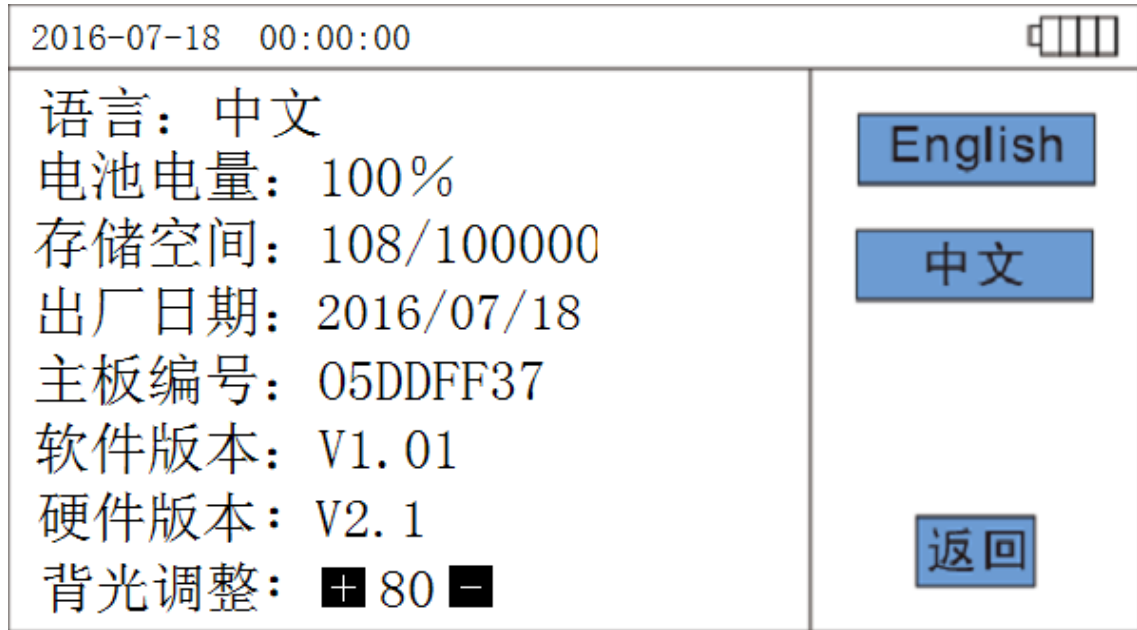 2016-07-18 00:00:00
语言：中文
电池电量：100%
存储空间：108/100000
出厂日期：2016/07/18
主板编号：05DDFF37
软件版本：V1.01
硬件版本：V2.1
背光调整：+ 80 -
English
中文
返回